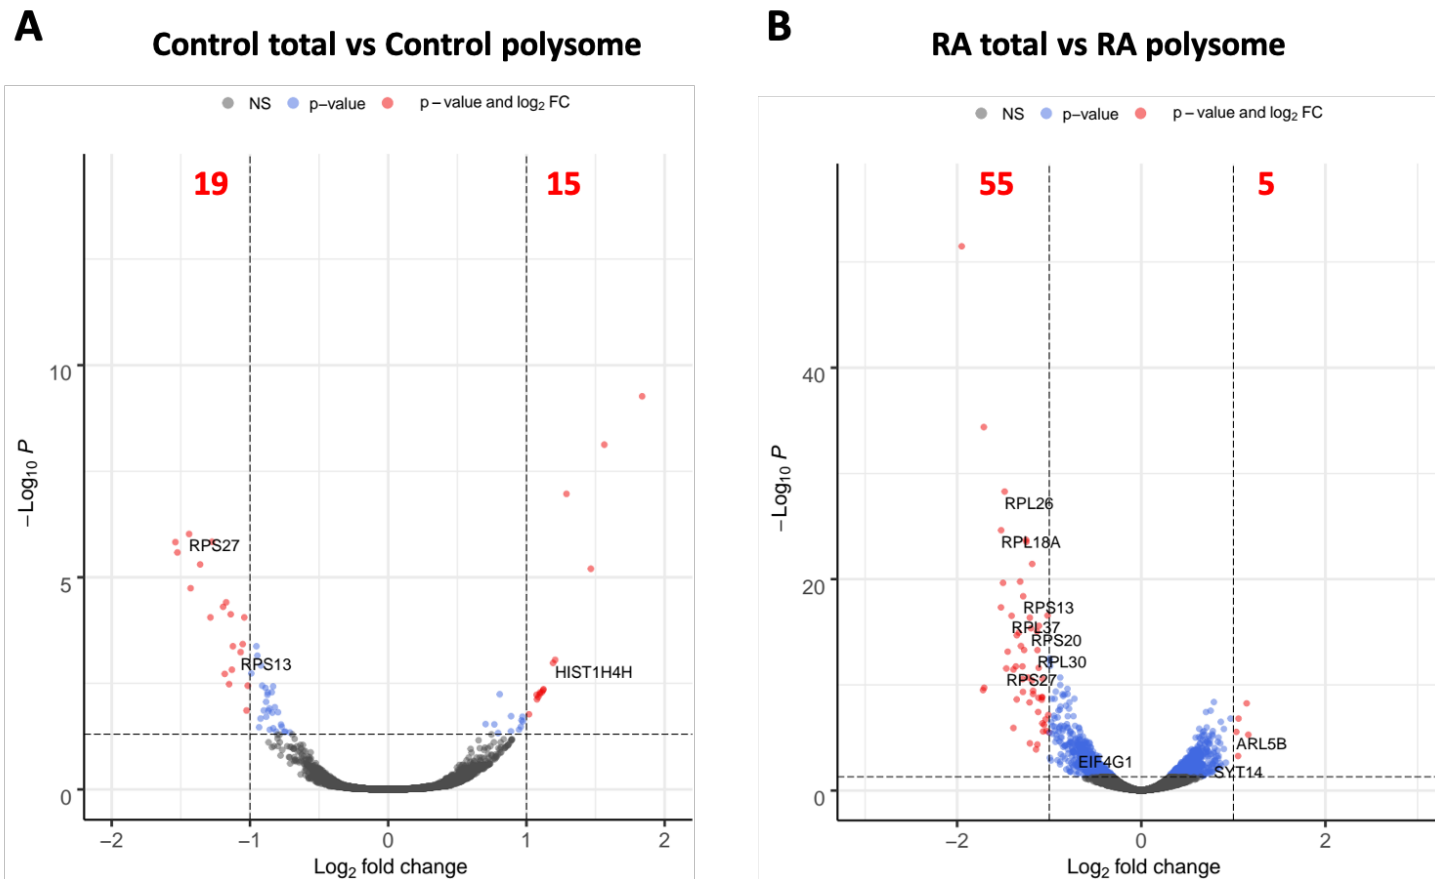 A
Control total vs Control polysome
NS p−value p − value and log₂ FC
19
15
10
5
0
−Log₁₀ P
RPS27
RPS13
HIST1H4H
−2 −1 0 1 2
Log₂ fold change
B
RA total vs RA polysome
NS p−value p − value and log₂ FC
55
5
40
20
0
−Log₁₀ P
RPL26
RPL18A
RPS13
RPL37
RPS20
RPL30
RPS27
EIF4G1
ARL5B
SYT14
−2 0 2
Log₂ fold change